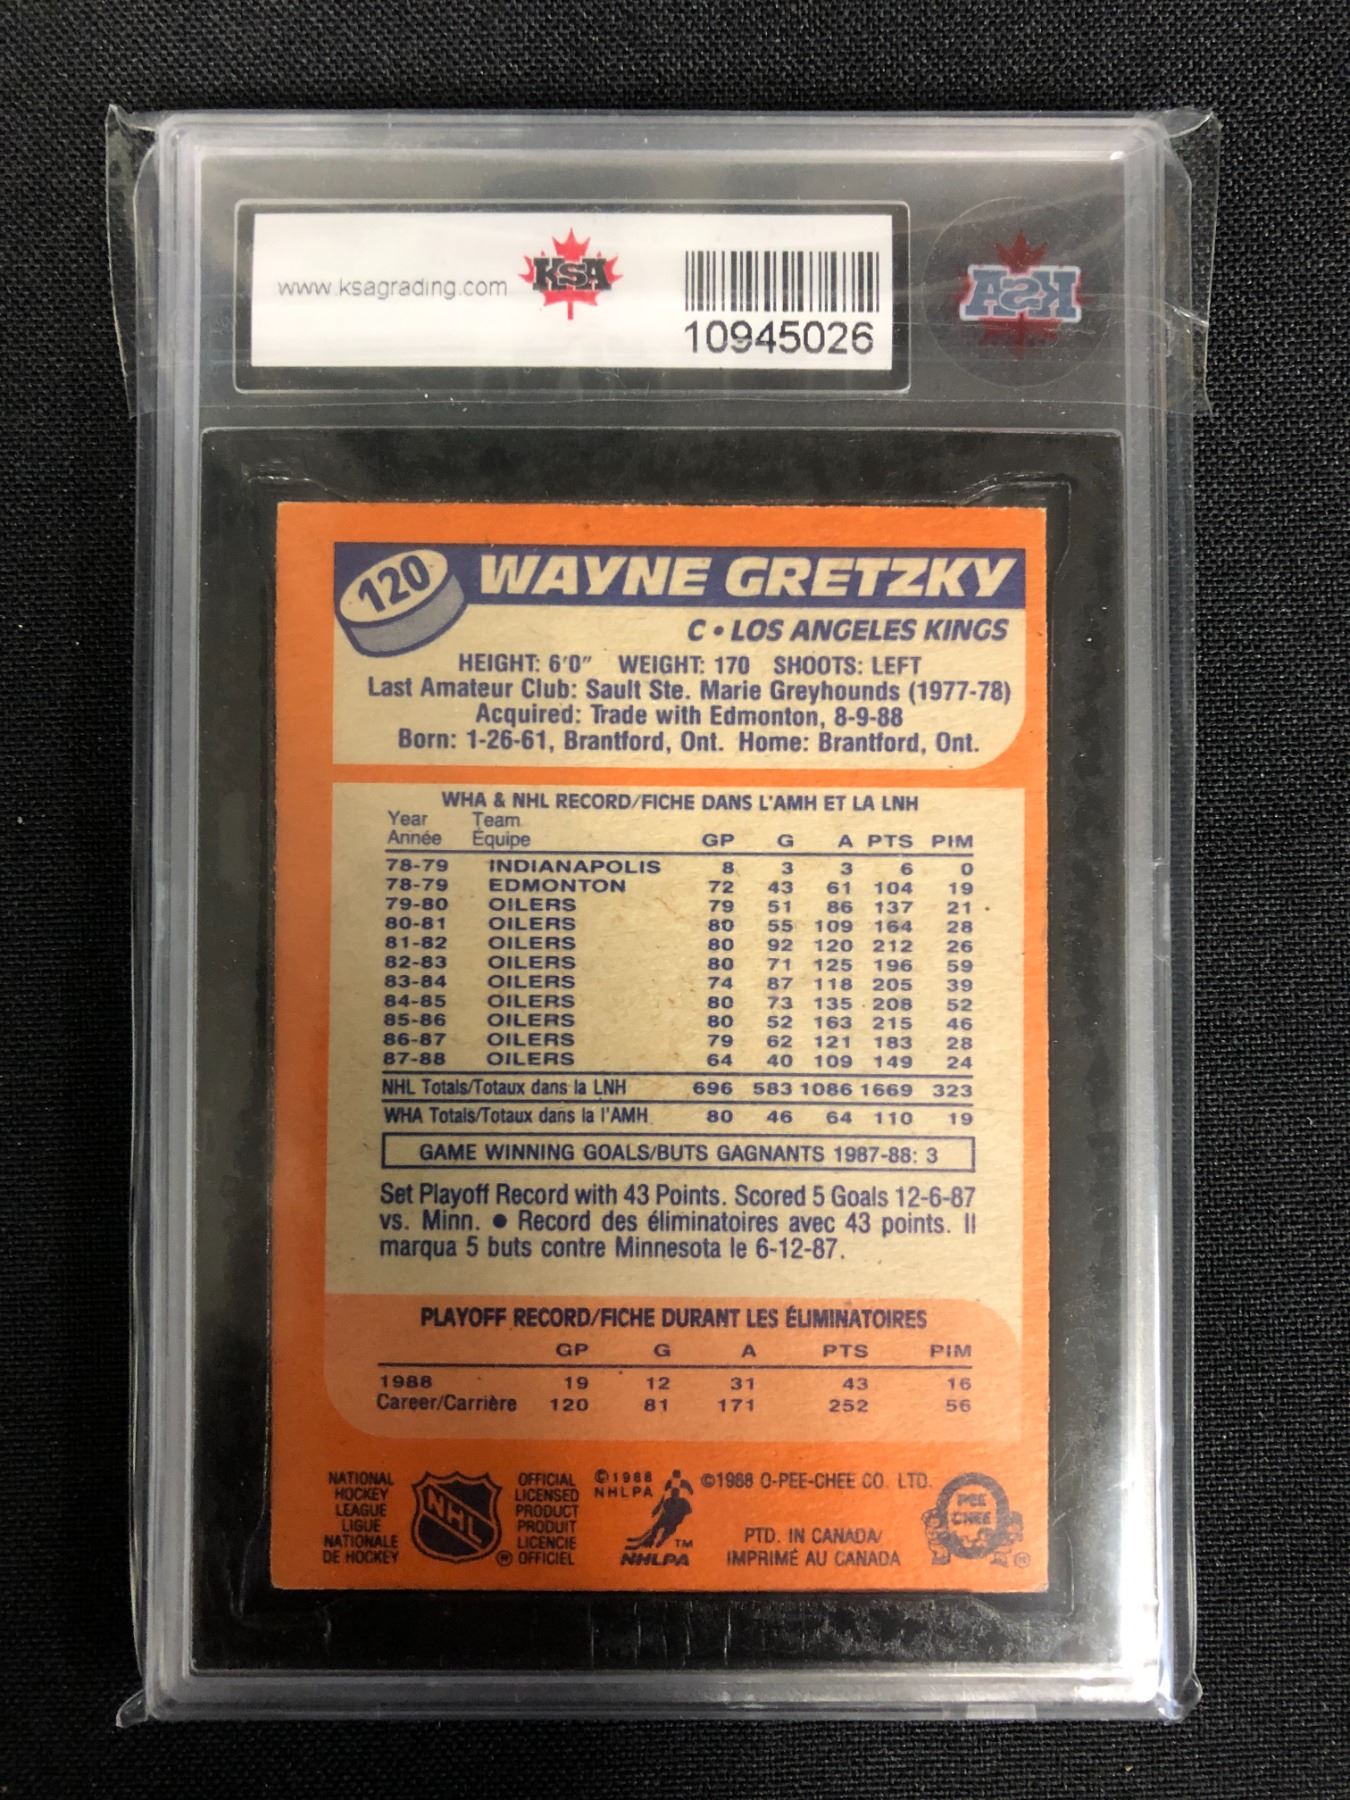 www.ksagrading.com
KSA
10945026
KSA
120
WAYNE GRETZKY
C • LOS ANGELES KINGS
HEIGHT: 6'0" WEIGHT: 170 SHOOTS: LEFT
Last Amateur Club: Sault Ste. Marie Greyhounds (1977-78)
Acquired: Trade with Edmonton, 8-9-88
Born: 1-26-61, Brantford, Ont. Home: Brantford, Ont.
WHA & NHL RECORD/FICHE DANS L'AMH ET LA LNH
Year Team
Année Équipe GP G A PTS PIM
78-79 INDIANAPOLIS 8 3 3 6 0
78-79 EDMONTON 72 43 61 104 19
79-80 OILERS 79 51 86 137 21
80-81 OILERS 80 55 109 164 28
81-82 OILERS 80 92 120 212 26
82-83 OILERS 80 71 125 196 59
83-84 OILERS 74 87 118 205 39
84-85 OILERS 80 73 135 208 52
85-86 OILERS 80 52 163 215 46
86-87 OILERS 79 62 121 183 28
87-88 OILERS 64 40 109 149 24
NHL Totals/Totaux dans la LNH 696 583 1086 1669 323
WHA Totals/Totaux dans la l'AMH 80 46 64 110 19
GAME WINNING GOALS/BUTS GAGNANTS 1987-88: 3
Set Playoff Record with 43 Points. Scored 5 Goals 12-6-87
vs. Minn. ● Record des éliminatoires avec 43 points. Il
marqua 5 buts contre Minnesota le 6-12-87.
PLAYOFF RECORD/FICHE DURANT LES ÉLIMINATOIRES
GP G A PTS PIM
1988 19 12 31 43 16
Career/Carrière 120 81 171 252 56
NATIONAL
HOCKEY
LEAGUE
LIGUE
NATIONALE
DE HOCKEY
NHL
®
OFFICIAL
LICENSED
PRODUCT
PRODUIT
LICENCIE
OFFICIEL
©1988
NHLPA
TM
NHLPA
©1988 O-PEE-CHEE CO. LTD.
PTD. IN CANADA/
IMPRIMÉ AU CANADA
O
PEE
CHEE
®